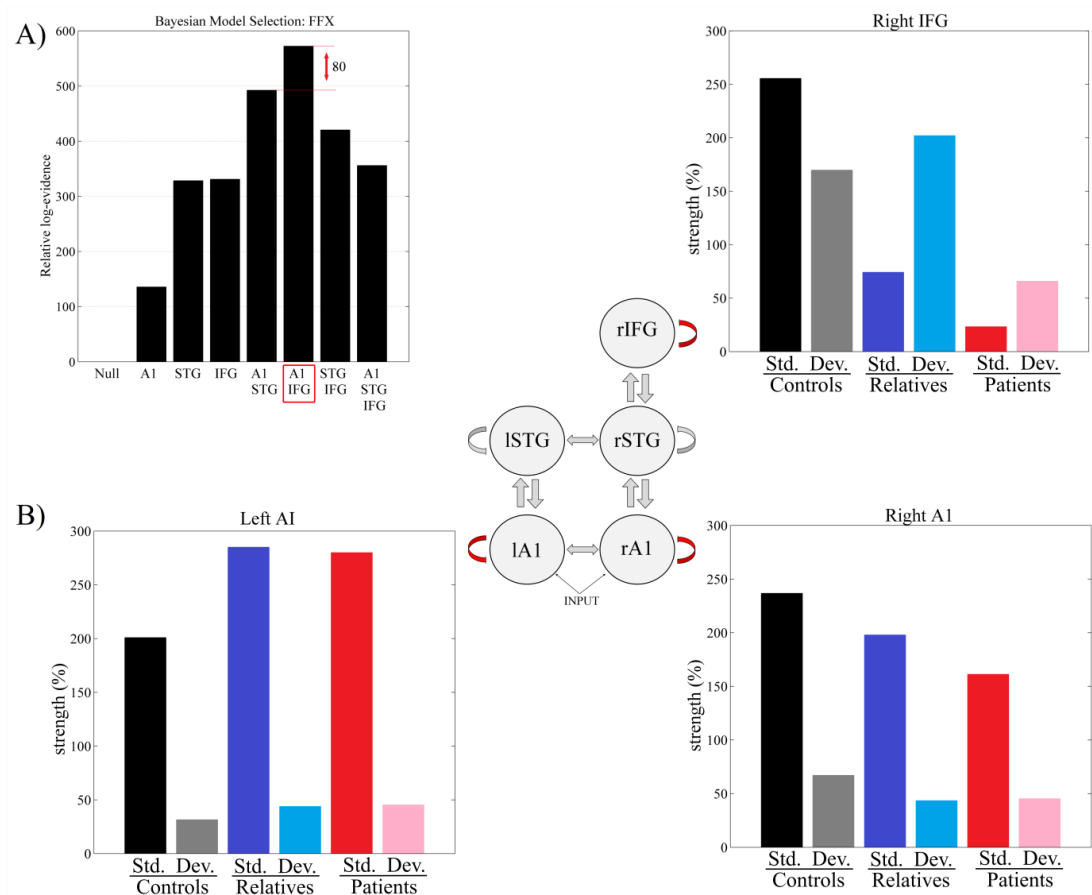 A)
Bayesian Model Selection: FFX
Relative log-evidence
600
500
400
300
200
100
0
80
Null A1 STG IFG A1 A1 STG A1
STG IFG IFG STG
IFG
Right IFG
strength (%)
300
250
200
150
100
50
0
Std. Dev. Std. Dev. Std. Dev.
Controls Relatives Patients
rIFG
lSTG rSTG
lA1 rA1
INPUT
B)
Left AI
strength (%)
300
250
200
150
100
50
0
Std. Dev. Std. Dev. Std. Dev.
Controls Relatives Patients
Right A1
strength (%)
300
250
200
150
100
50
0
Std. Dev. Std. Dev. Std. Dev.
Controls Relatives Patients